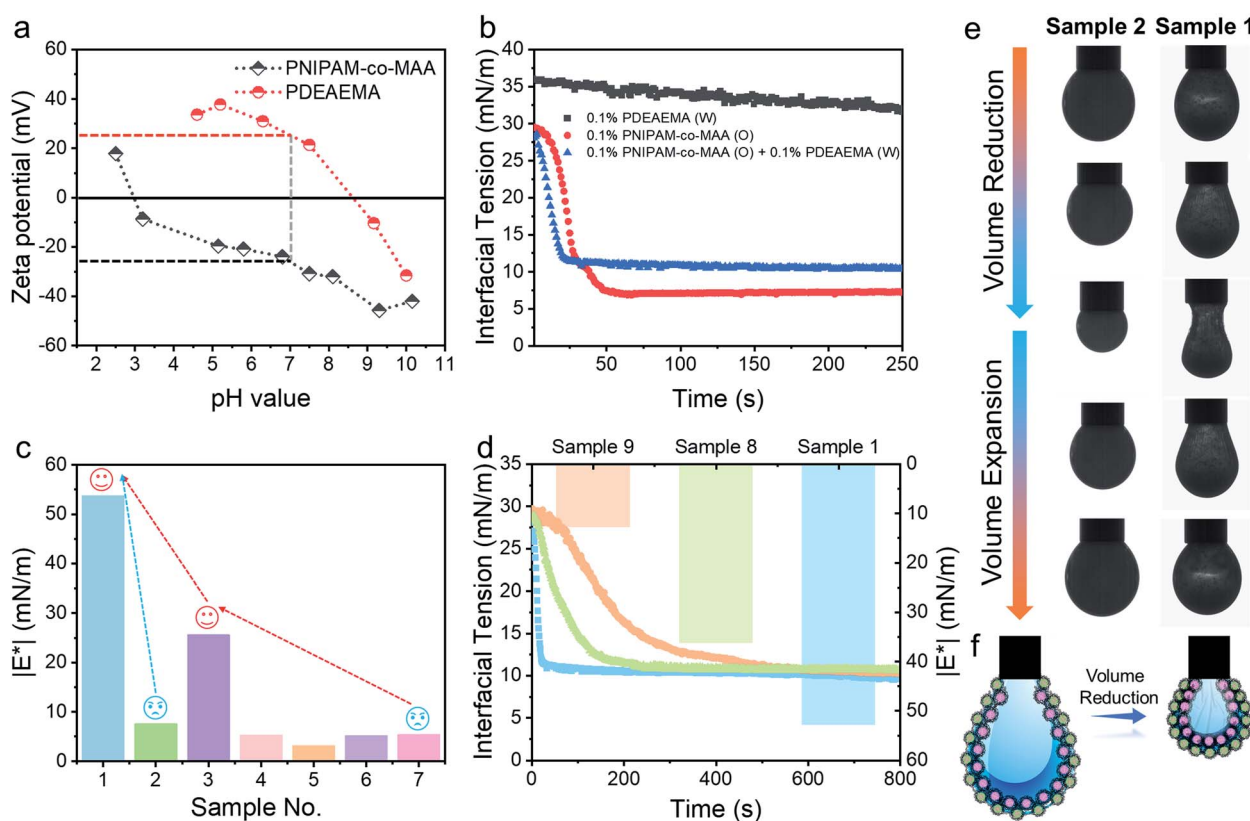 a
Zeta potential (mV)
60
40
20
0
-20
-40
-60
PNIPAM-co-MAA
PDEAEMA
2 3 4 5 6 7 8 9 10 11
pH value
b
Interfacial Tension (mN/m)
40
35
30
25
20
15
10
5
0
0.1% PDEAEMA (W)
0.1% PNIPAM-co-MAA (O)
0.1% PNIPAM-co-MAA (O) + 0.1% PDEAEMA (W)
50 100 150 200 250
Time (s)
c
|E*| (mN/m)
60
50
40
30
20
10
0
1 2 3 4 5 6 7
Sample No.
d
Sample 9 Sample 8 Sample 1
Interfacial Tension (mN/m)
35
30
25
20
15
10
5
0
0 200 400 600 800
Time (s)
0
10
20
30
40
50
60
|E*| (mN/m)
e
Sample 2 Sample 1
Volume Reduction
Volume Expansion
f
Volume
Reduction